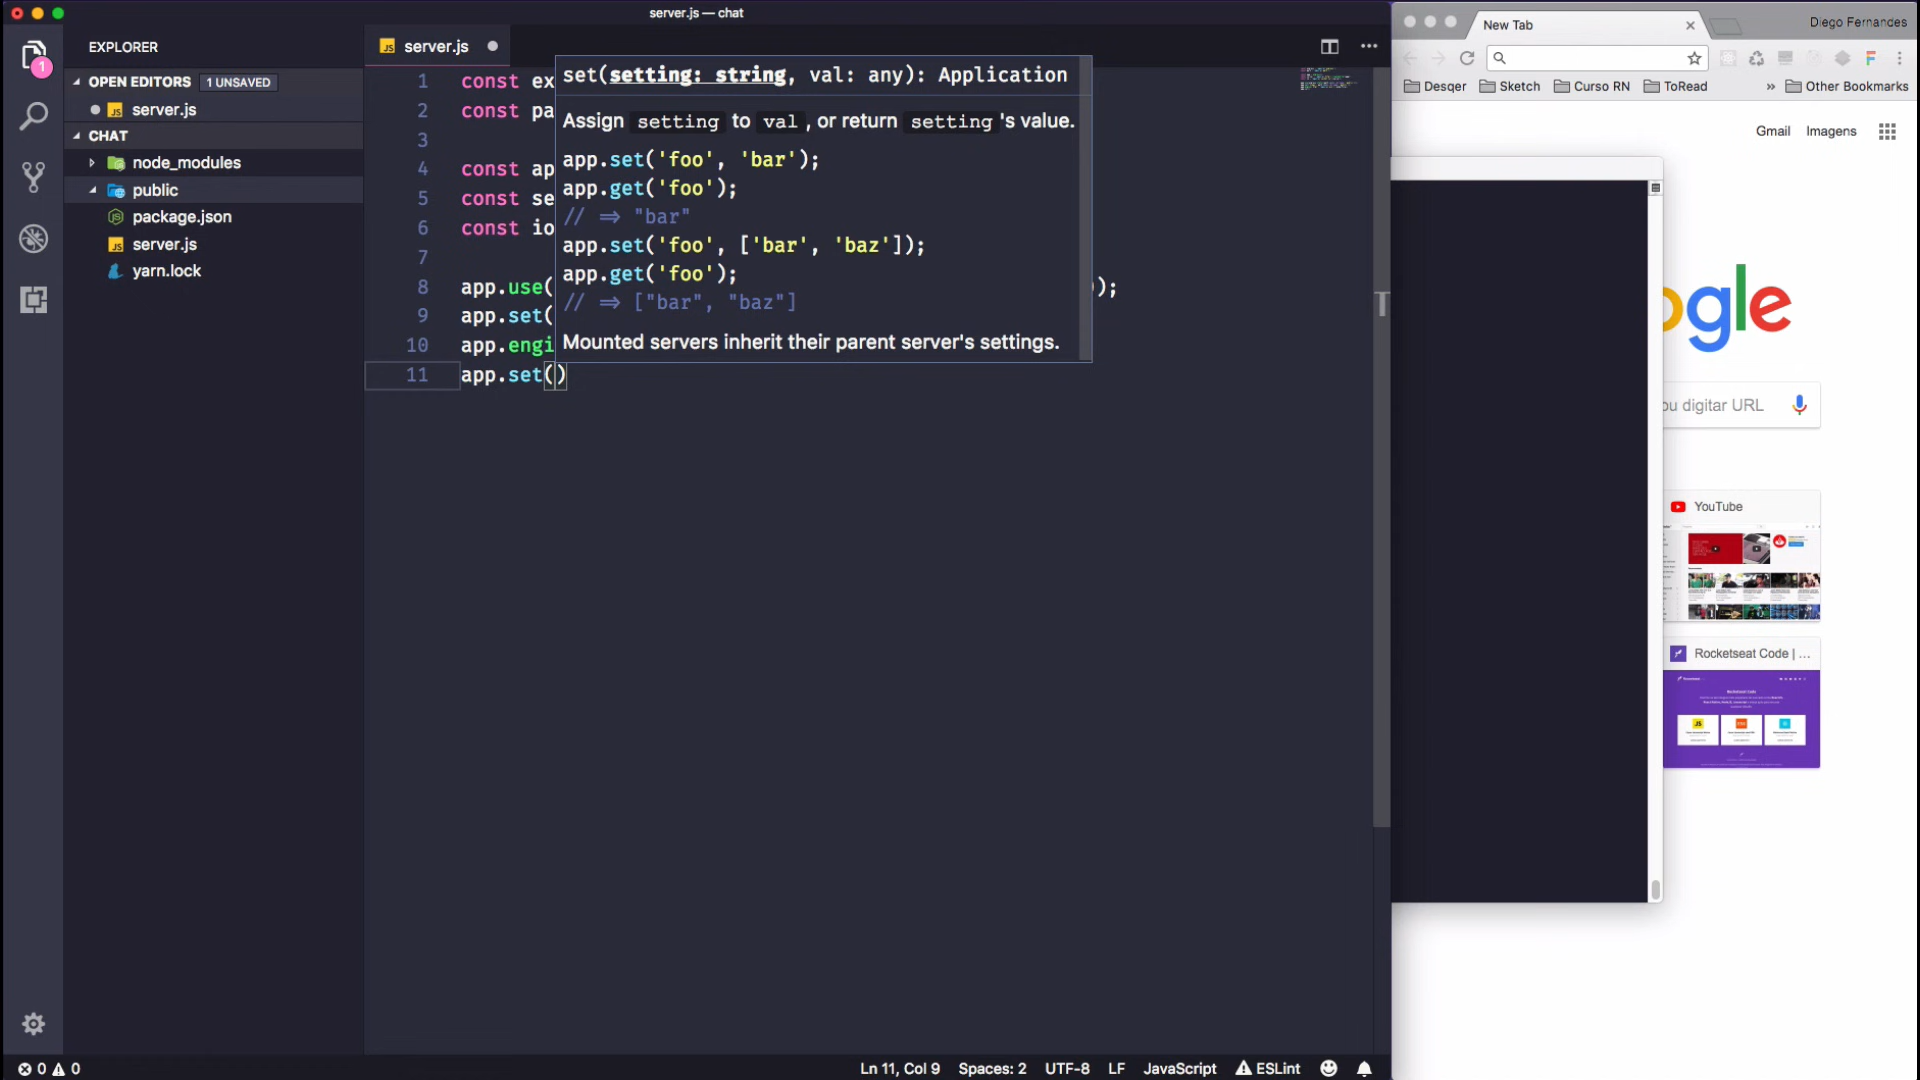 server.js — chat
EXPLORER
1
OPEN EDITORS 1 UNSAVED
server.js
CHAT
node_modules
public
package.json
server.js
yarn.lock
server.js
1 const ex
2 const pa
3
4 const ap
5 const se
6 const io
7
8 app.use( ));
9 app.set(
10 app.engi
11 app.set()
set(setting: string, val: any): Application
Assign setting to val, or return setting's value.
app.set('foo', 'bar');
app.get('foo');
// => "bar"
app.set('foo', ['bar', 'baz']);
app.get('foo');
// => ["bar", "baz"]
Mounted servers inherit their parent server's settings.
0 0
Ln 11, Col 9 Spaces: 2 UTF-8 LF JavaScript ESLint
New Tab
Diego Fernandes
Desqer Sketch Curso RN ToRead » Other Bookmarks
Gmail Imagens
ogle
ou digitar URL
YouTube
Rocketseat Code | ...